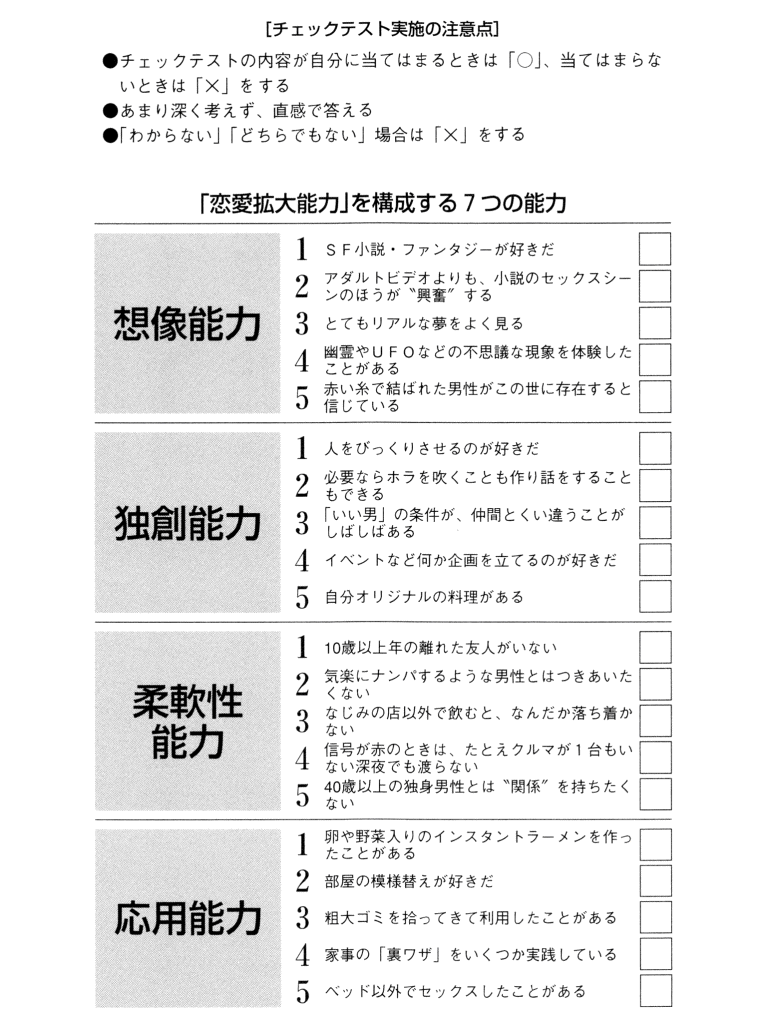 [チェックテスト実施の注意点]
●チェックテストの内容が自分に当てはまるときは「○」、当てはまらな
いときは「×」をする
●あまり深く考えず、直感で答える
●「わからない」「どちらでもない」場合は「×」をする
「恋愛拡大能力」を構成する7つの能力
想像能力
1 SF小説・ファンタジーが好きだ
2 アダルトビデオよりも、小説のセックスシー
ンのほうが〝興奮〟する
3 とてもリアルな夢をよく見る
4 幽霊やUFOなどの不思議な現象を体験した
ことがある
5 赤い糸で結ばれた男性がこの世に存在すると
信じている
独創能力
1 人をびっくりさせるのが好きだ
2 必要ならホラを吹くことも作り話をすること
もできる
3 「いい男」の条件が、仲間とくい違うことが
しばしばある
4 イベントなど何か企画を立てるのが好きだ
5 自分オリジナルの料理がある
柔軟性
能力
1 10歳以上年の離れた友人がいない
2 気楽にナンパするような男性とはつきあいた
くない
3 なじみの店以外で飲むと、なんだか落ち着か
ない
4 信号が赤のときは、たとえクルマが1台もい
ない深夜でも渡らない
5 40歳以上の独身男性とは〝関係〟を持ちたく
ない
応用能力
1 卵や野菜入りのインスタントラーメンを作っ
たことがある
2 部屋の模様替えが好きだ
3 粗大ゴミを拾ってきて利用したことがある
4 家事の「裏ワザ」をいくつか実践している
5 ベッド以外でセックスしたことがある